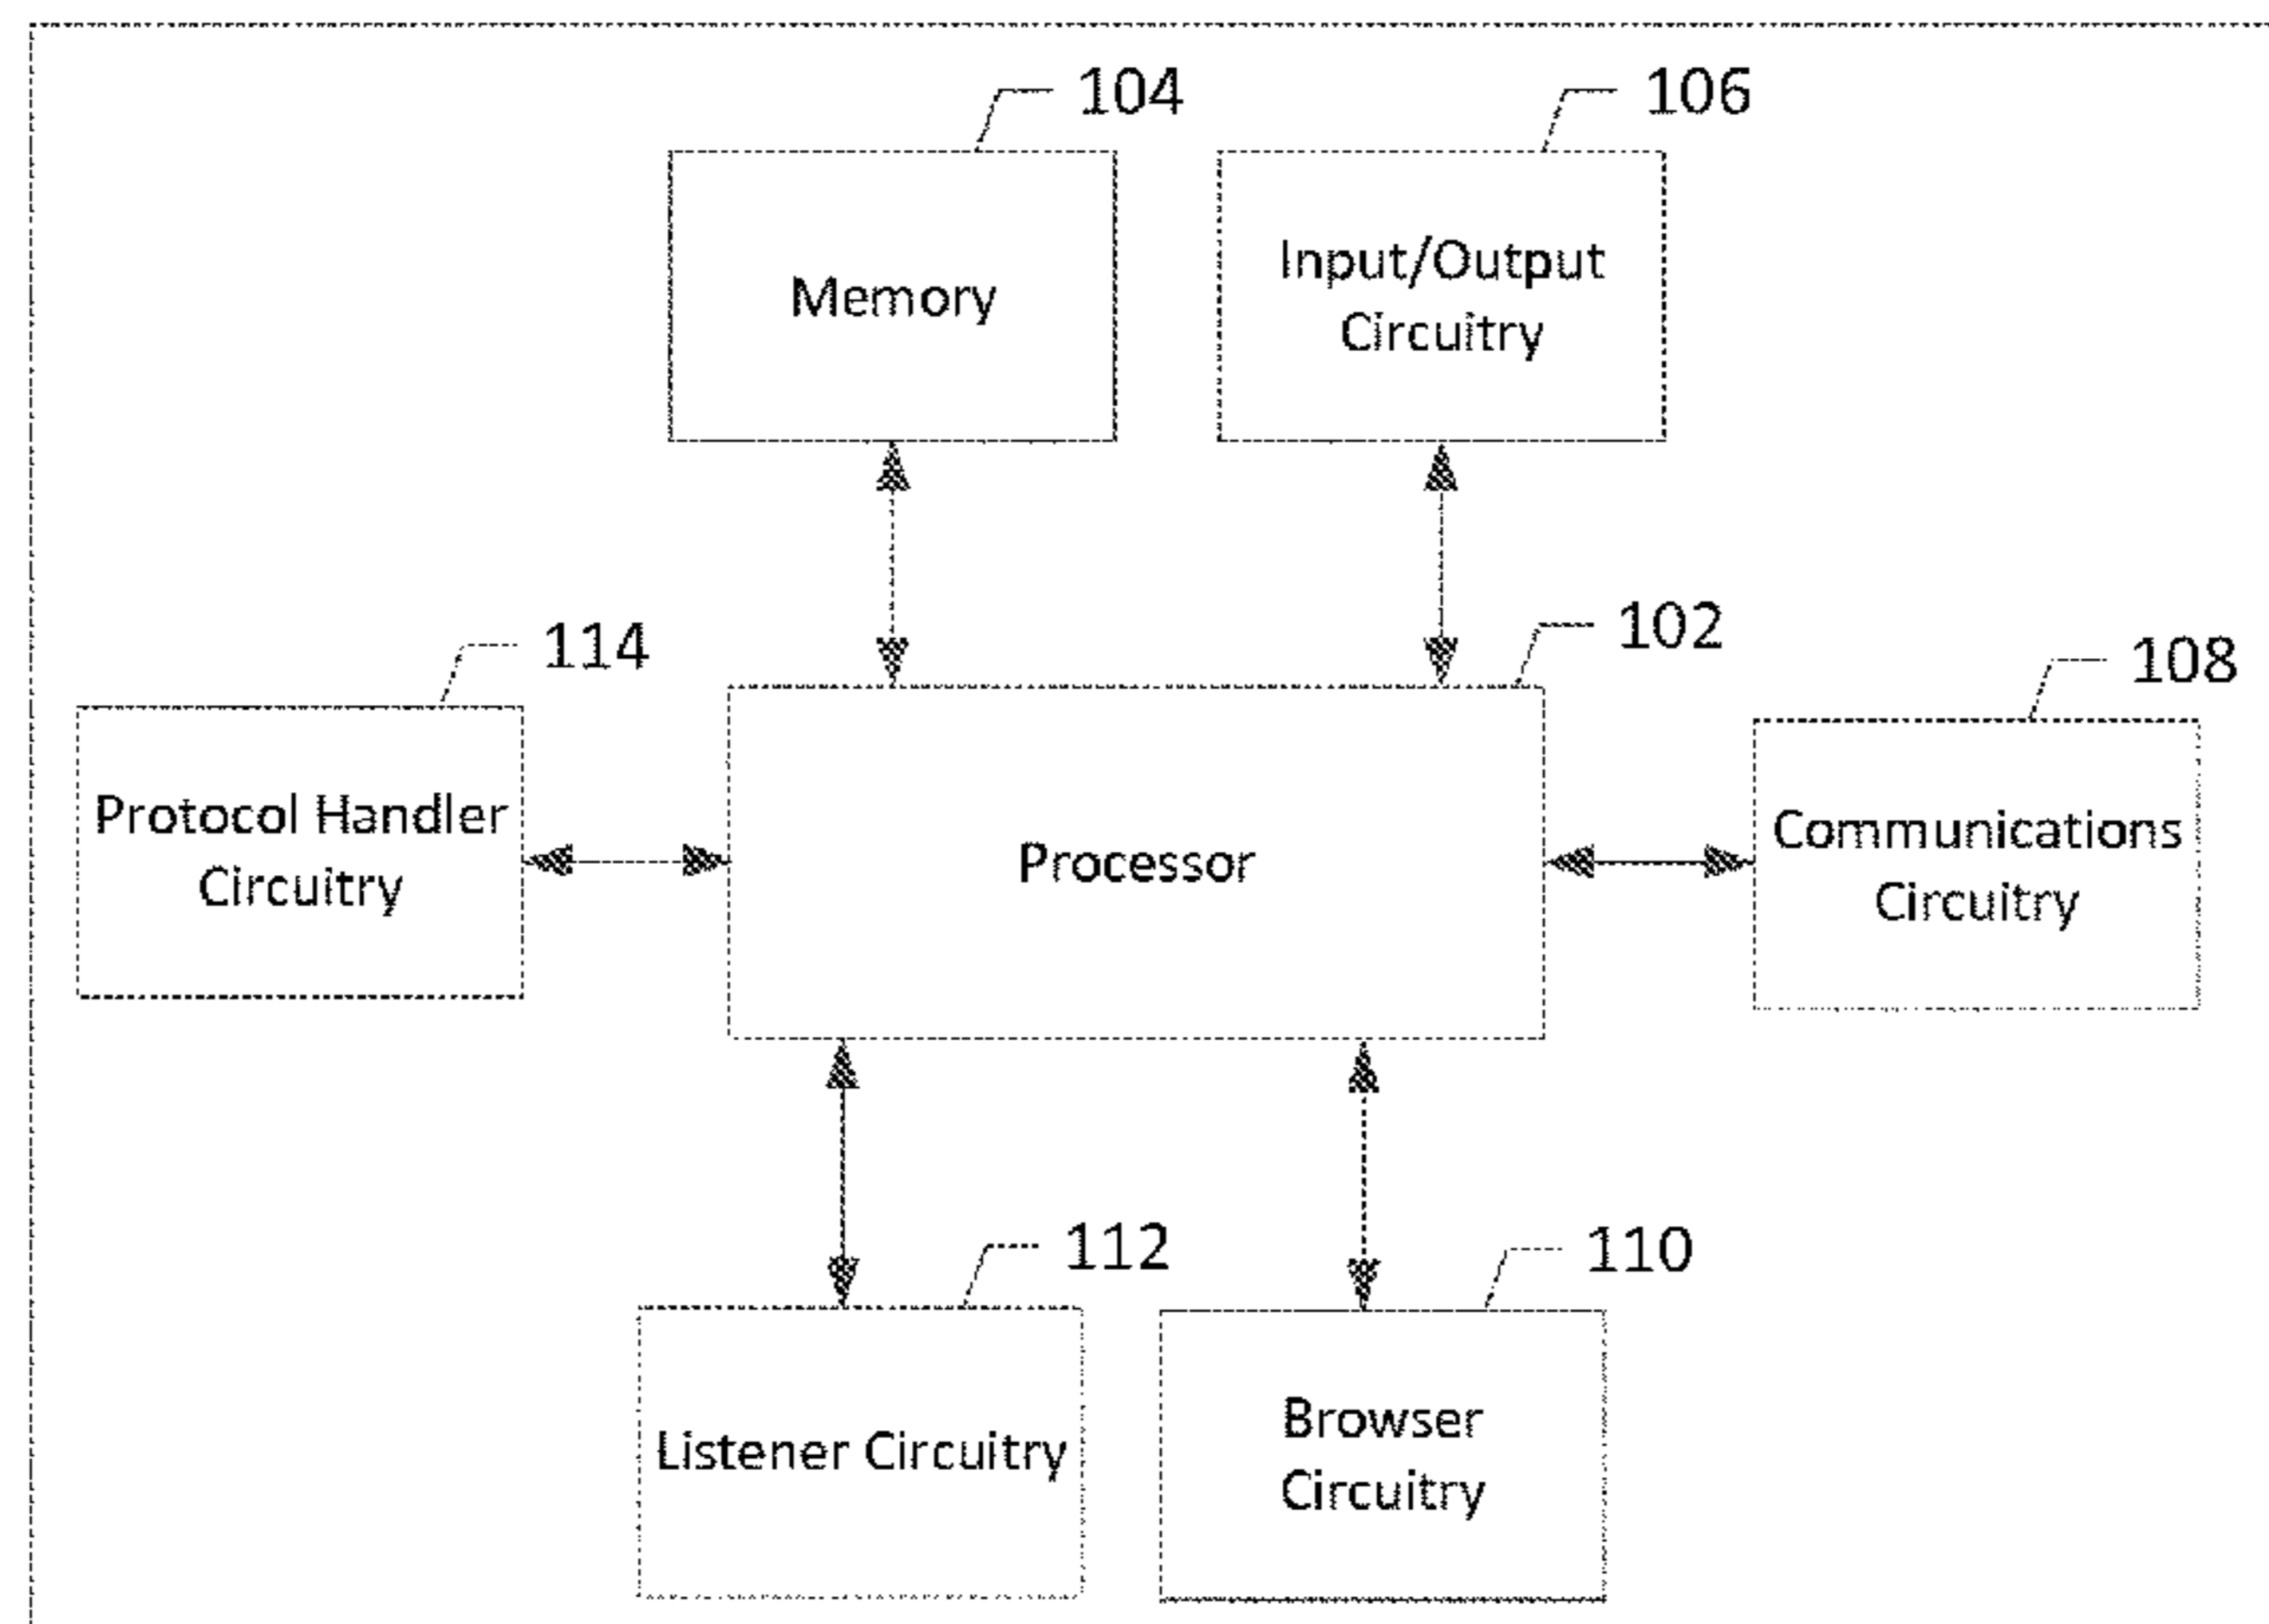 104
106
Memory
Input/Output
Circuitry
102
114
108
Protocol Handler
Circuitry
Processor
Communications
Circuitry
112
110
Listener Circuitry
Browser
Circuitry